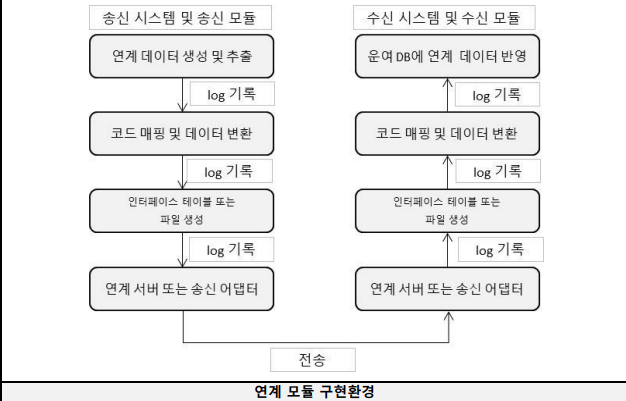 송신 시스템 및 송신 모듈
연계 데이터 생성 및 추출
log 기록
코드 매핑 및 데이터 변환
log 기록
인터페이스 테이블 또는
파일 생성
log 기록
연계 서버 또는 송신 어댑터
수신 시스템 및 수신 모듈
운여 DB에 연계 데이터 반영
log 기록
코드 매핑 및 데이터 변환
log 기록
인터페이스 테이블 또는
파일 생성
log 기록
연계 서버 또는 송신 어댑터
전송
연계 모듈 구현환경